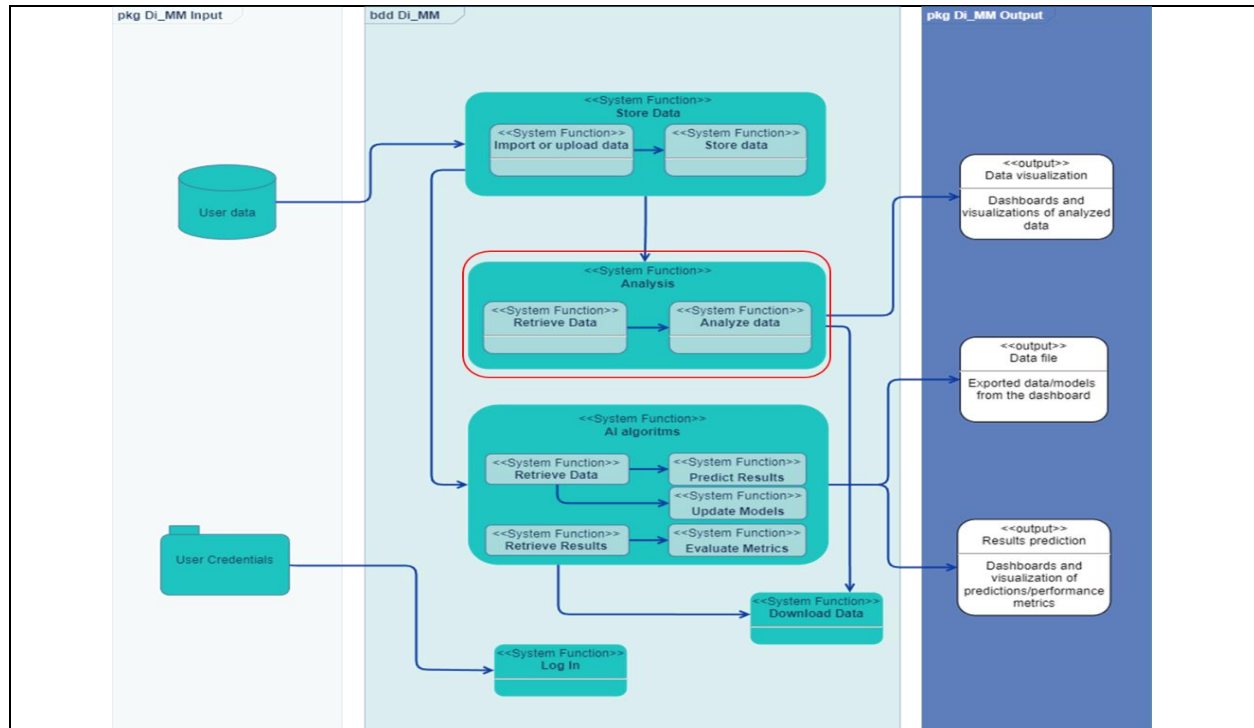 pkg Di_MM Input
bdd Di_MM
pkg Di_MM Output
<<System Function>>
Store Data
<<System Function>>
Import or upload data
<<System Function>>
Store data
User data
<<System Function>>
Analysis
<<System Function>>
Retrieve Data
<<System Function>>
Analyze data
<<System Function>>
AI algoritms
<<System Function>>
Retrieve Data
<<System Function>>
Predict Results
<<System Function>>
Update Models
<<System Function>>
Retrieve Results
<<System Function>>
Evaluate Metrics
User Credentials
<<System Function>>
Download Data
<<System Function>>
Log In
<<output>>
Data visualization
Dashboards and
visualizations of analyzed
data
<<output>>
Data file
Exported data/models
from the dashboard
<<output>>
Results prediction
Dashboards and
visualization of
predictions/performance
metrics